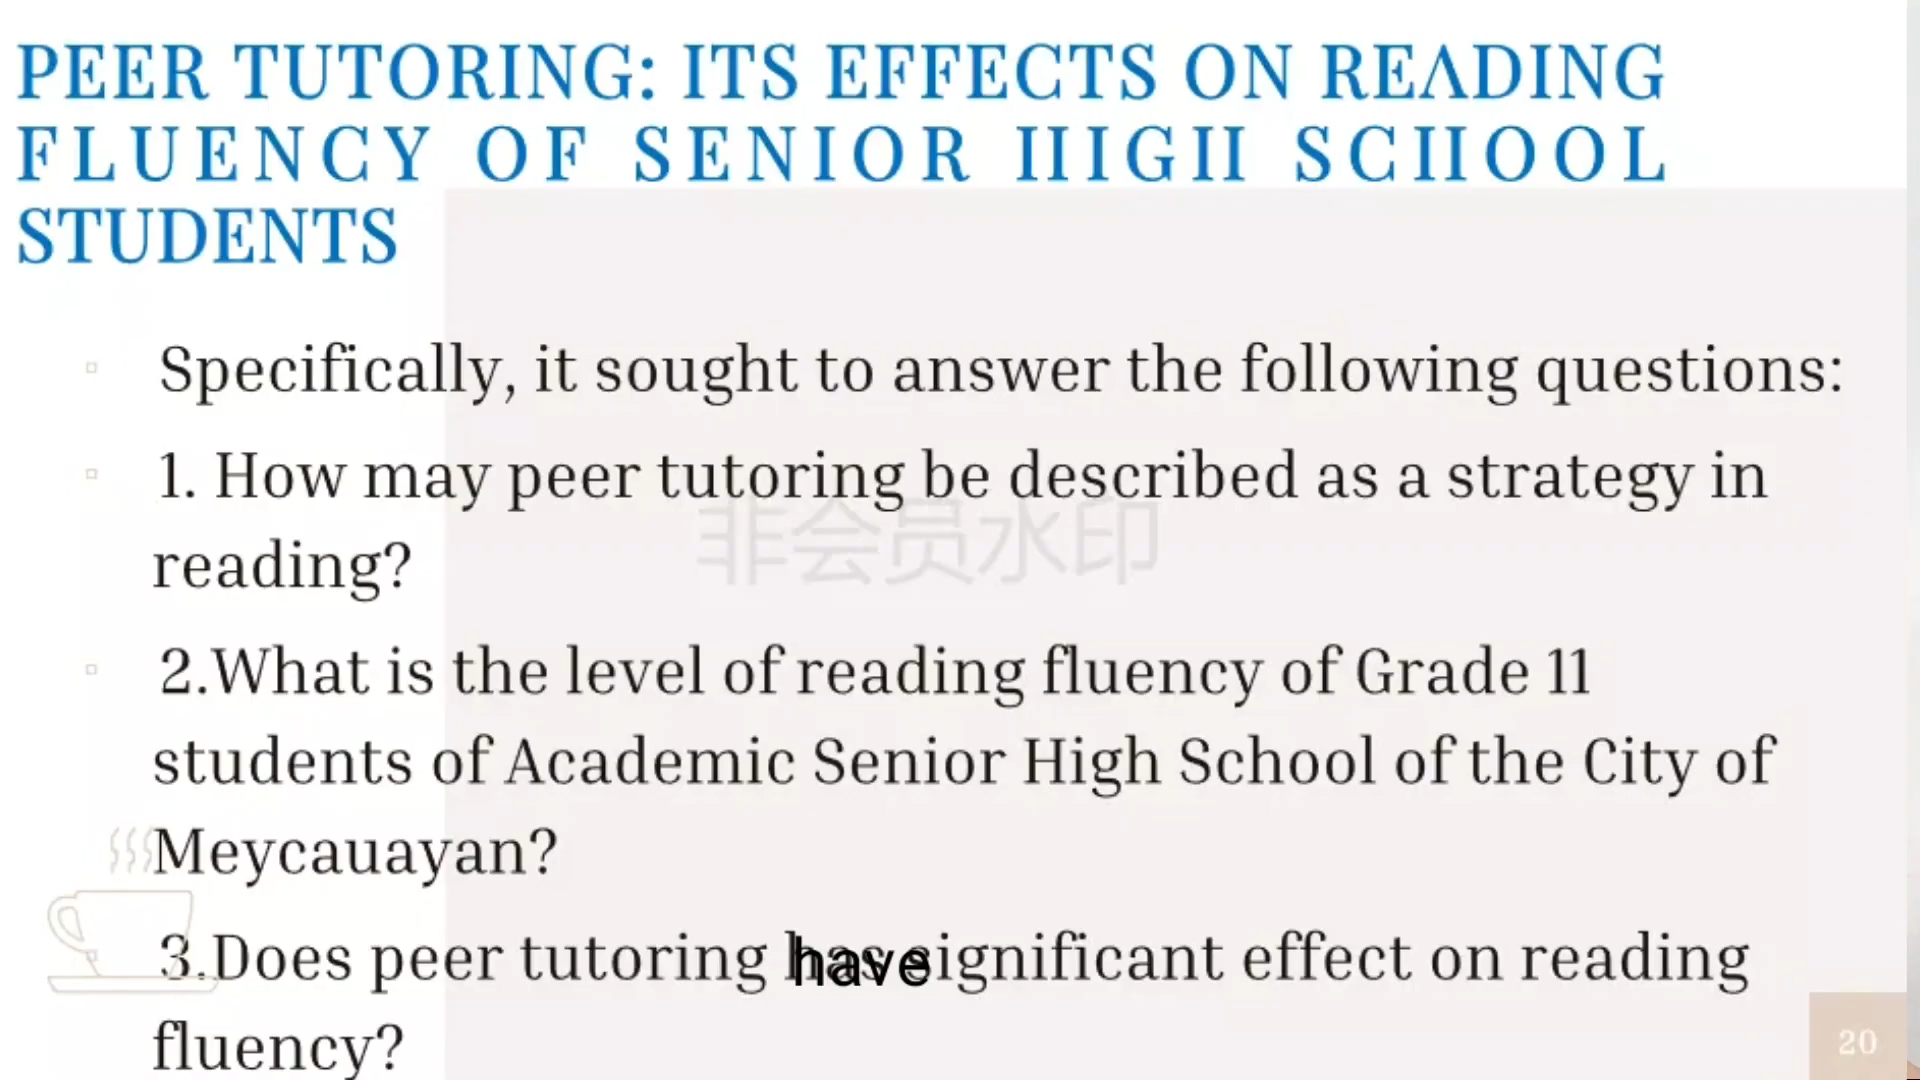 PEER TUTORING: ITS EFFECTS ON READING
FLUENCY OF SENIOR HIGH SCHOOL
STUDENTS
Specifically, it sought to answer the following questions:
1. How may peer tutoring be described as a strategy in
非会员水印
reading?
2.What is the level of reading fluency of Grade 11
students of Academic Senior High School of the City of
Meycauayan?
3.Does peer tutoring has significant effect on reading
have
fluency?
20